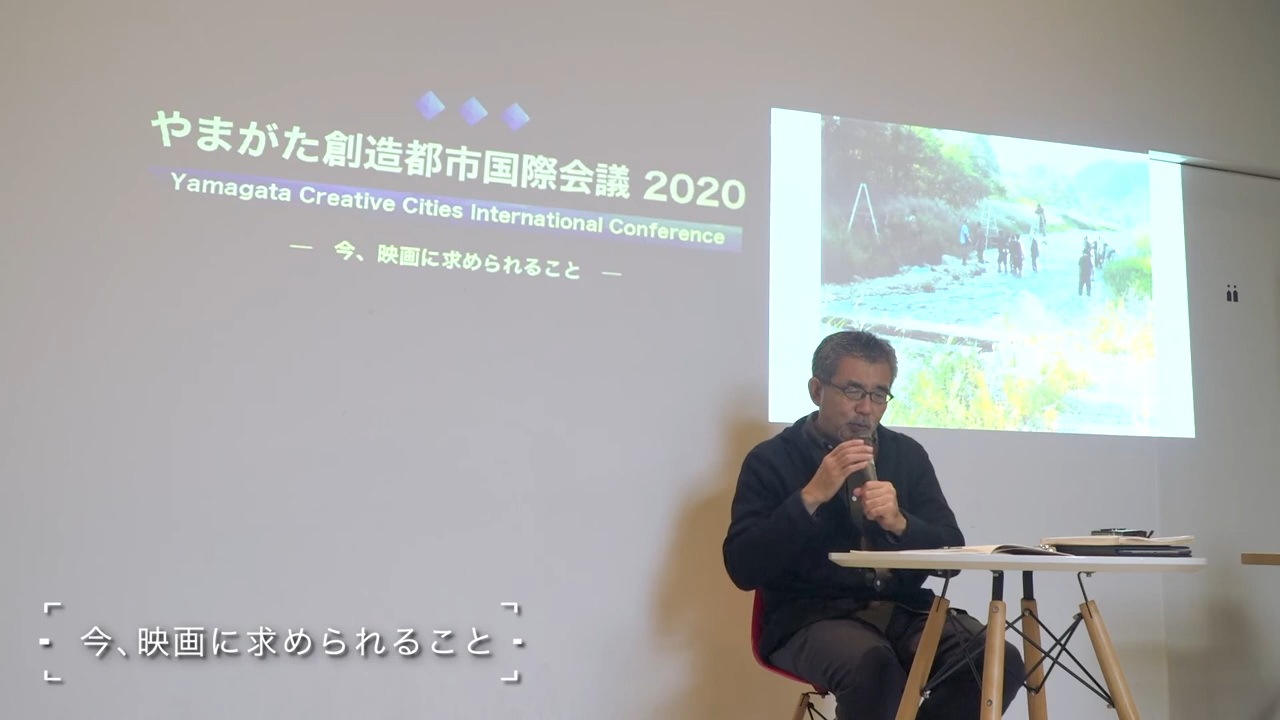 やまがた創造都市国際会議 2020
Yamagata Creative Cities International Conference
― 今、映画に求められること ―
今、映画に求められること